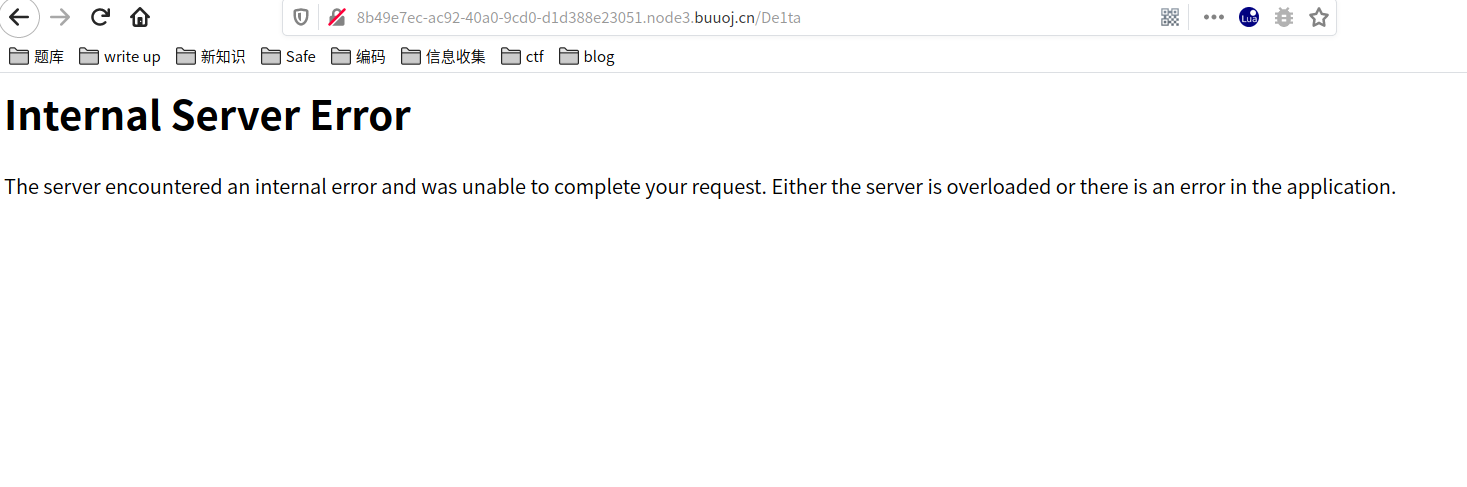 8b49e7ec-ac92-40a0-9cd0-d1d388e23051.node3.buuoj.cn/De1ta
Lua
题库 write up 新知识 Safe 编码 信息收集 ctf blog
Internal Server Error
The server encountered an internal error and was unable to complete your request. Either the server is overloaded or there is an error in the application.